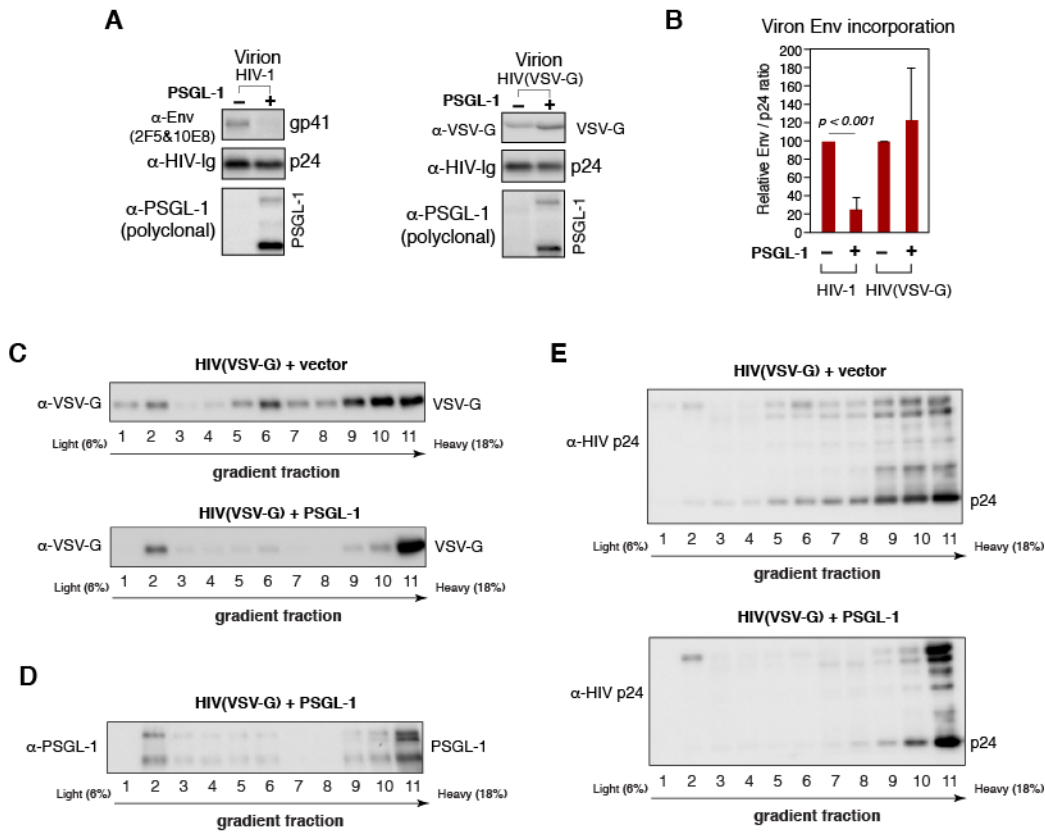 A
Virion
HIV-1
PSGL-1 − +
α-Env
(2F5&10E8)
gp41
α-HIV-Ig
p24
α-PSGL-1
(polyclonal)
PSGL-1
Virion
HIV(VSV-G)
PSGL-1 − +
α-VSV-G
VSV-G
α-HIV-Ig
p24
α-PSGL-1
(polyclonal)
PSGL-1
B
Viron Env incorporation
Relative Env / p24 ratio
200
180
160
140
120
100
80
60
40
20
0
p < 0.001
PSGL-1 − + − +
HIV-1 HIV(VSV-G)
C
HIV(VSV-G) + vector
α-VSV-G
VSV-G
1 2 3 4 5 6 7 8 9 10 11
Light (6%) Heavy (18%)
gradient fraction
HIV(VSV-G) + PSGL-1
α-VSV-G
VSV-G
1 2 3 4 5 6 7 8 9 10 11
Light (6%) Heavy (18%)
gradient fraction
D
HIV(VSV-G) + PSGL-1
α-PSGL-1
PSGL-1
1 2 3 4 5 6 7 8 9 10 11
Light (6%) Heavy (18%)
gradient fraction
E
HIV(VSV-G) + vector
α-HIV p24
p24
1 2 3 4 5 6 7 8 9 10 11
Light (6%) Heavy (18%)
gradient fraction
HIV(VSV-G) + PSGL-1
α-HIV p24
p24
1 2 3 4 5 6 7 8 9 10 11
Light (6%) Heavy (18%)
gradient fraction